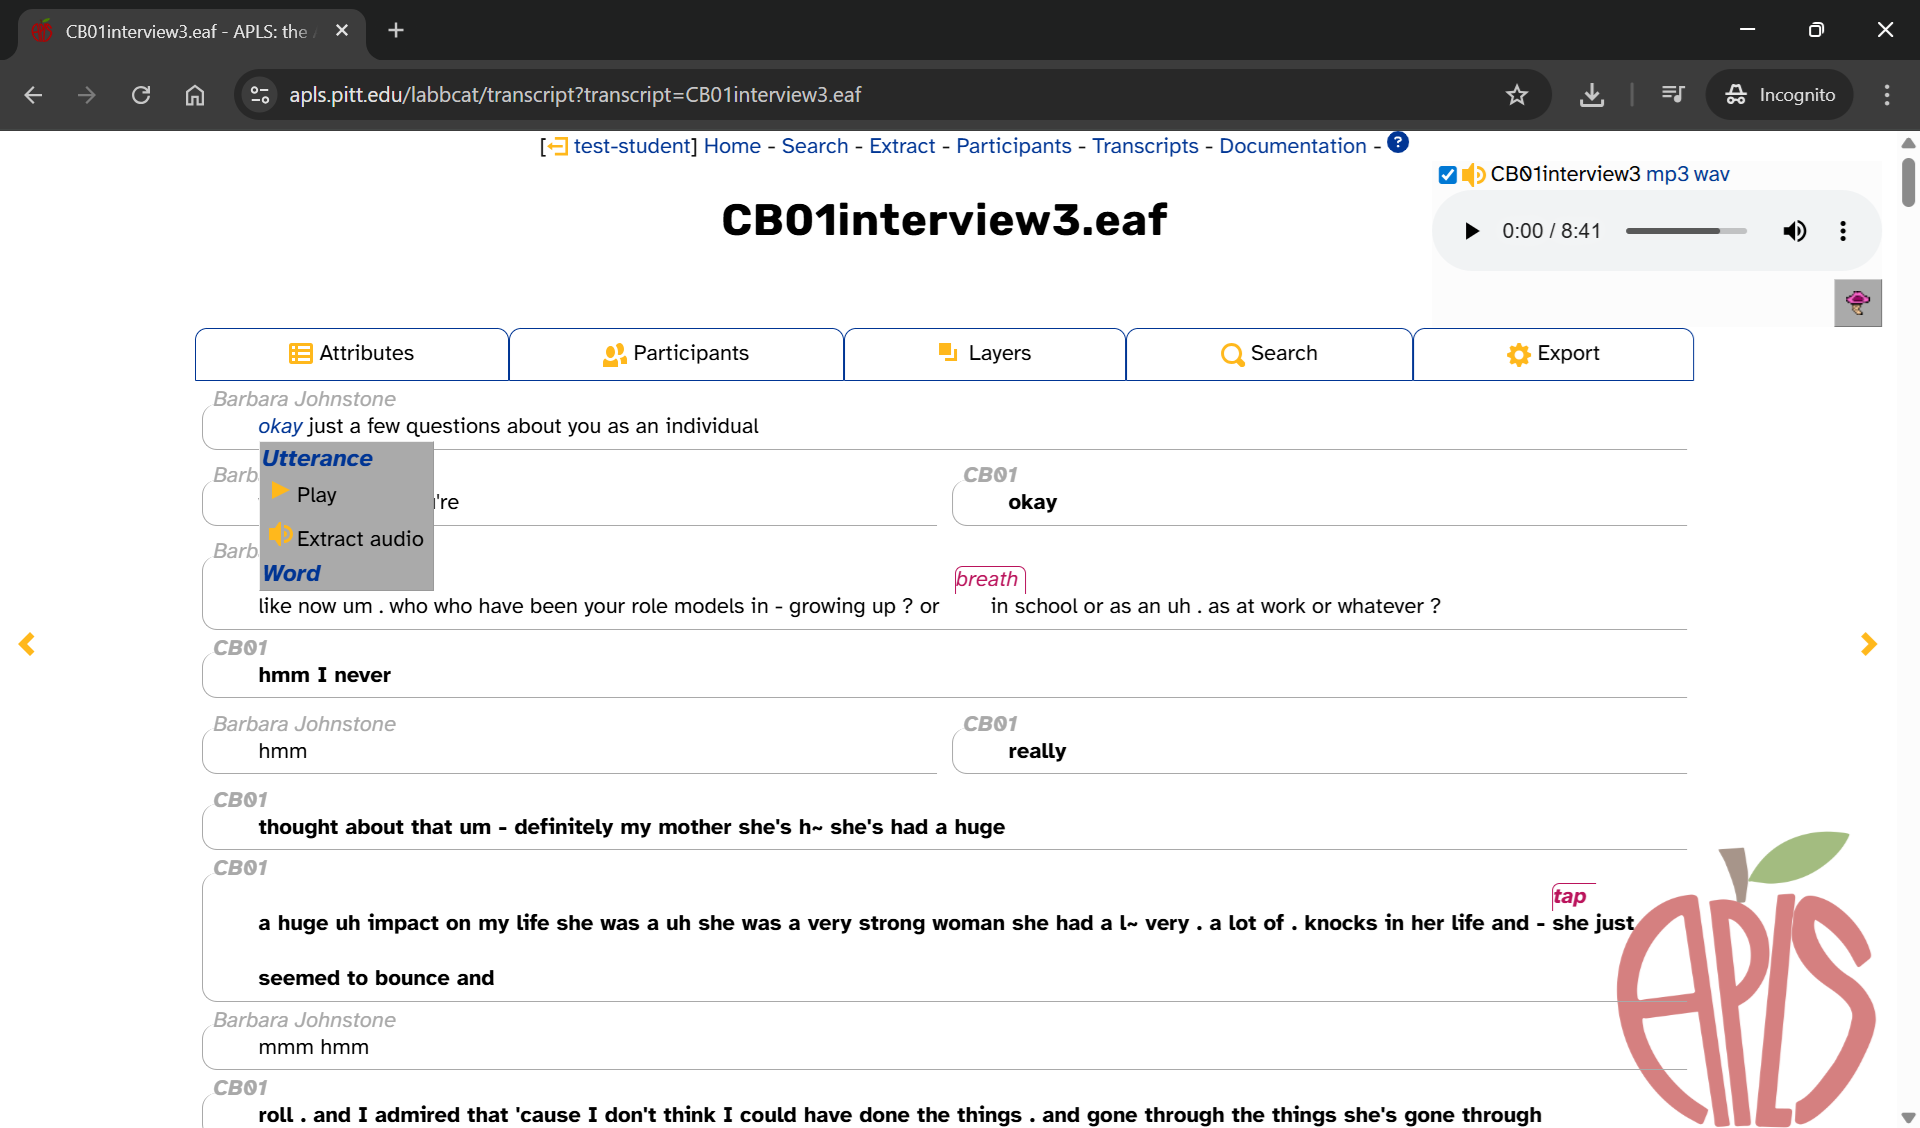 CB01interview3.eaf - APLS: the
apls.pitt.edu/labbcat/transcript?transcript=CB01interview3.eaf
Incognito
[ test-student] Home - Search - Extract - Participants - Transcripts - Documentation - ?
CB01interview3 mp3 wav
CB01interview3.eaf
0:00 / 8:41
Attributes
Participants
Layers
Search
Export
Barbara Johnstone
okay just a few questions about you as an individual
Utterance
Play
Extract audio
Word
Barb
're
CB01
okay
Barb
breath
like now um . who who have been your role models in - growing up ? or in school or as an uh . as at work or whatever ?
CB01
hmm I never
Barbara Johnstone
hmm
CB01
really
CB01
thought about that um - definitely my mother she's h~ she's had a huge
CB01
tap
a huge uh impact on my life she was a uh she was a very strong woman she had a l~ very . a lot of . knocks in her life and - she just
seemed to bounce and
Barbara Johnstone
mmm hmm
CB01
roll . and I admired that 'cause I don't think I could have done the things . and gone through the things she's gone through
APLS